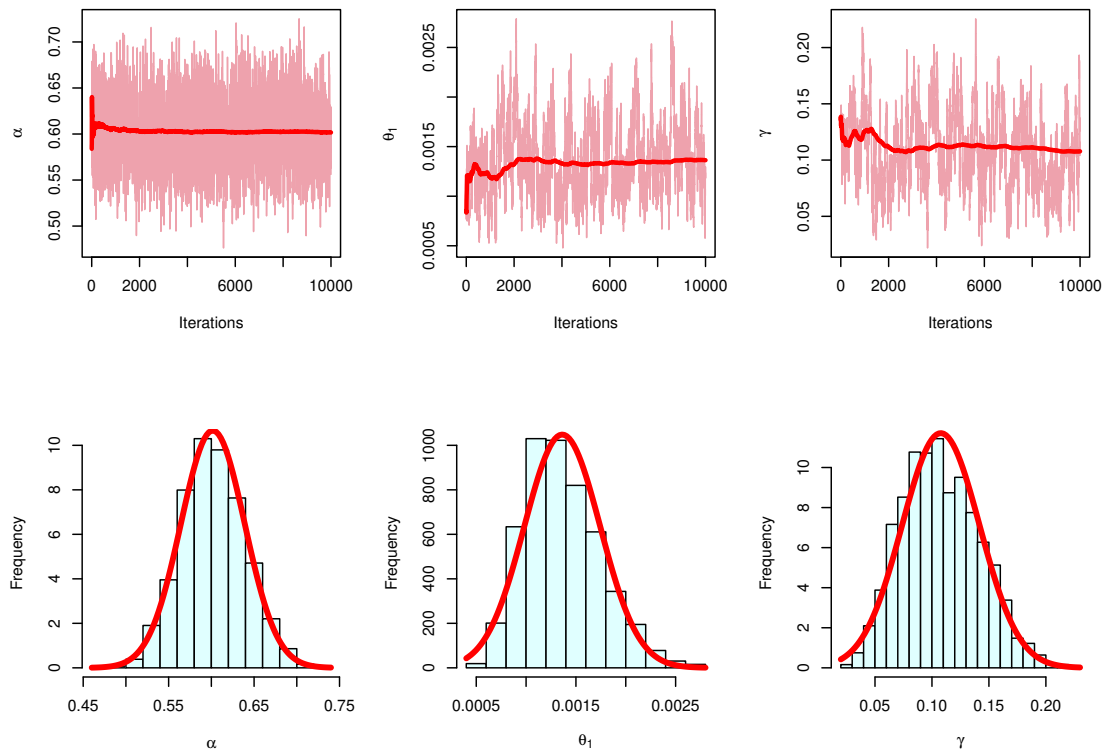 α
0.50 0.55 0.60 0.65 0.70
0 2000 6000 10000
Iterations
θ1
0.0005 0.0015 0.0025
0 2000 6000 10000
Iterations
γ
0.05 0.10 0.15 0.20
0 2000 6000 10000
Iterations
Frequency
0 2 4 6 8 10
0.45 0.55 0.65 0.75
α
Frequency
0 200 400 600 800 1000
0.0005 0.0015 0.0025
θ1
Frequency
0 2 4 6 8 10
0.05 0.10 0.15 0.20
γ